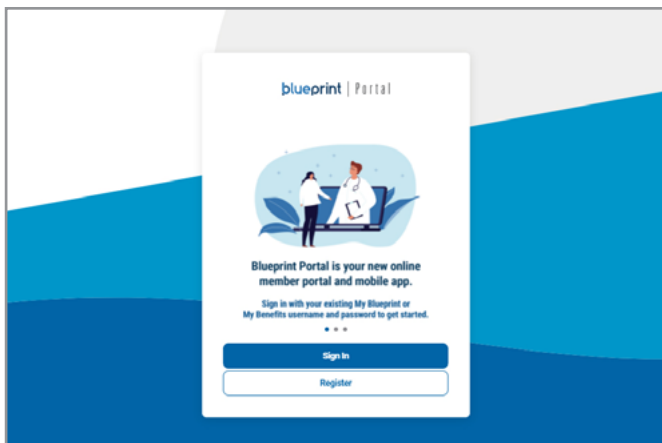 blueprint | Portal
Blueprint Portal is your new online
member portal and mobile app.
Sign in with your existing My Blueprint or
My Benefits username and password to get started.
Sign In
Register